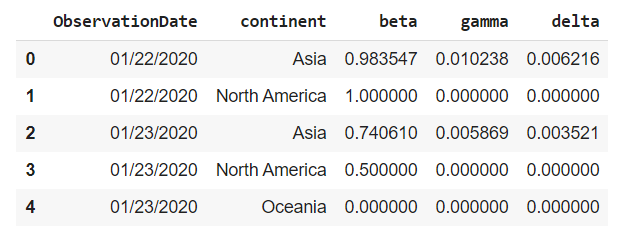 ObservationDate continent beta gamma delta
0 01/22/2020 Asia 0.983547 0.010238 0.006216
1 01/22/2020 North America 1.000000 0.000000 0.000000
2 01/23/2020 Asia 0.740610 0.005869 0.003521
3 01/23/2020 North America 0.500000 0.000000 0.000000
4 01/23/2020 Oceania 0.000000 0.000000 0.000000